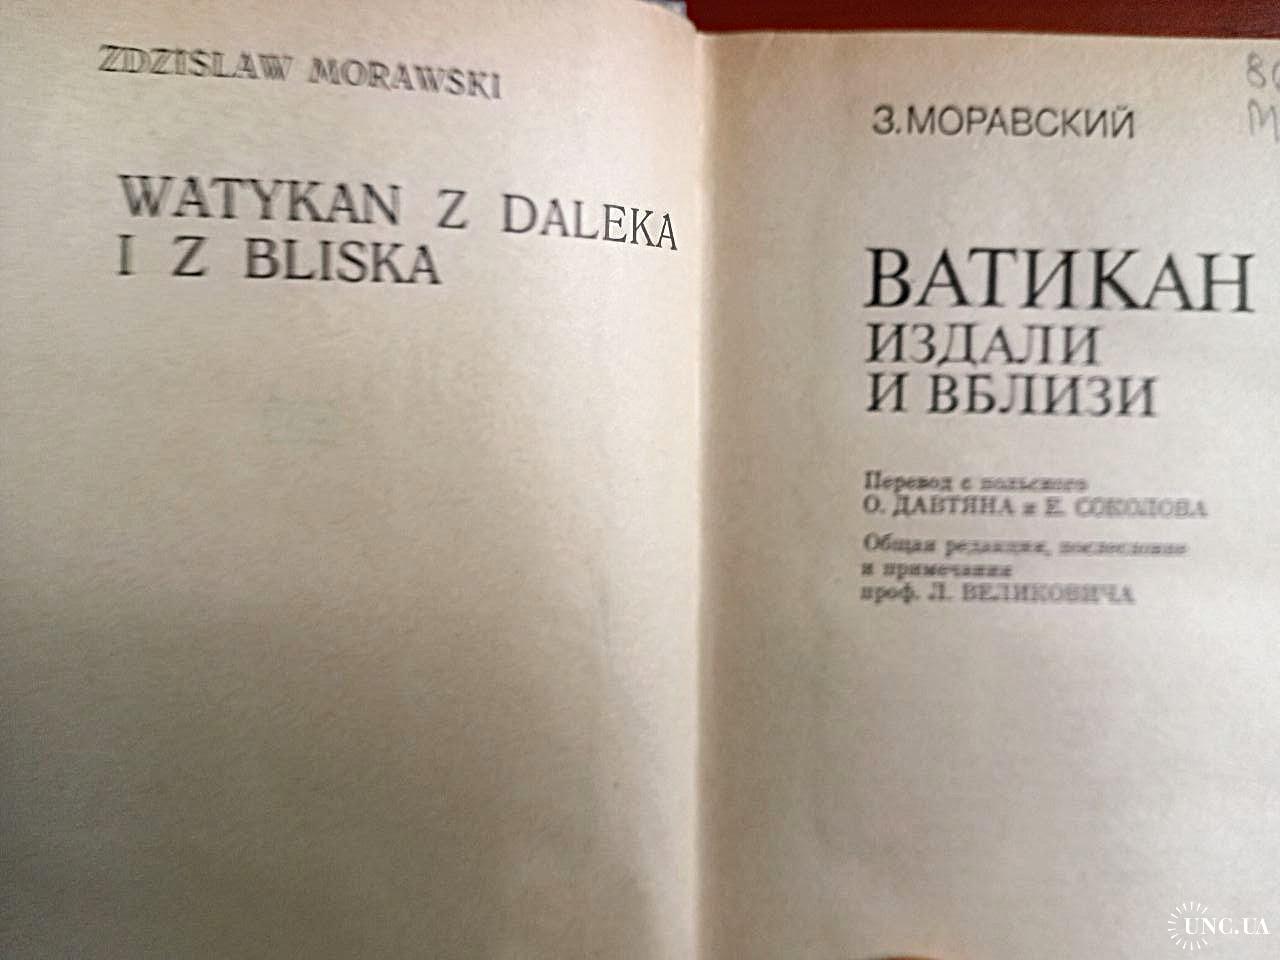 ZDZISLAW MORAWSKI
WATYKAN Z DALEKA
I Z BLISKA
З.МОРАВСКИЙ
ВАТИКАН
ИЗДАЛИ
И ВБЛИЗИ
Перевод с польского
О. ДАВТЯНА и Е. СОКОЛОВА
Общая редакция, послесловие
и примечания
проф. Л. ВЕЛИКОВИЧА
UNC.UA